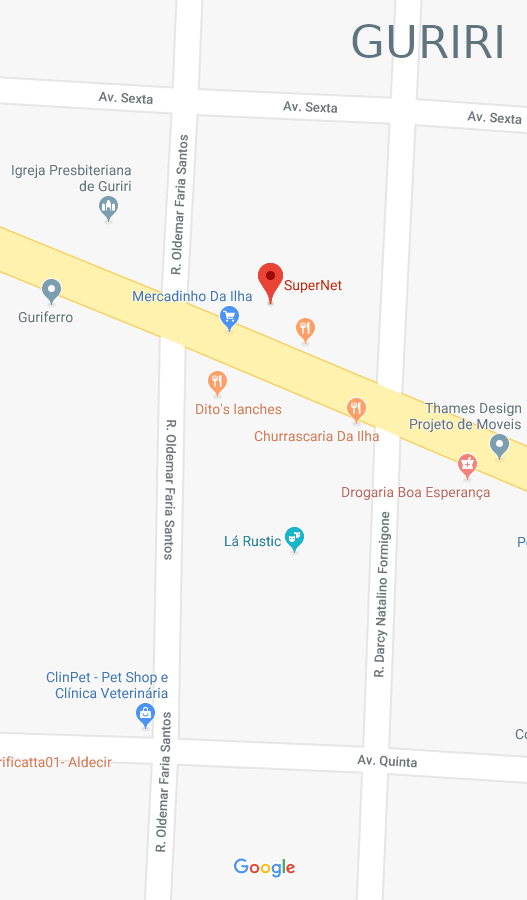 GURIRI
Av. Sexta
Av. Sexta
Av. Sexta
R. Oldemar Faria Santos
Igreja Presbiteriana
de Guriri
SuperNet
Mercadinho Da Ilha
Guriferro
Dito's lanches
Thames Design
Projeto de Moveis
Churrascaria Da Ilha
R. Oldemar Faria Santos
Drogaria Boa Esperança
R. Darcy Natalino Formigone
Lá Rustic
ClinPet - Pet Shop e
Clínica Veterinária
R. Oldemar Faria Santos
Av. Quinta
rificatta01- Aldecir
Google